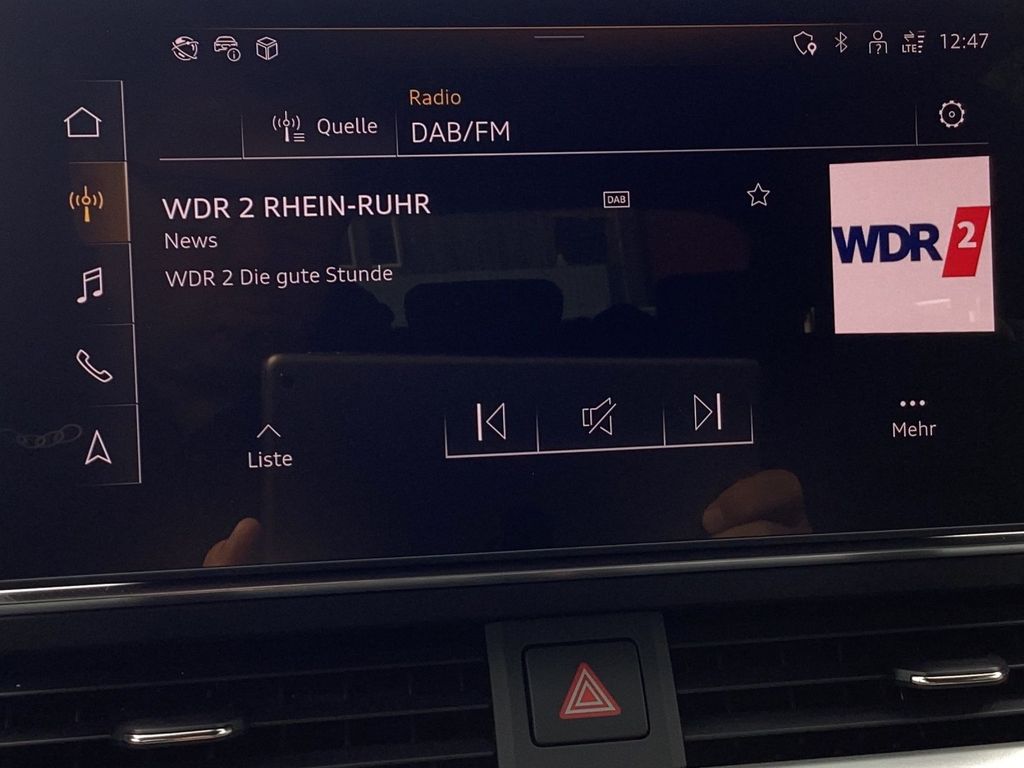 LTE 12:47
Radio
Quelle
DAB/FM
WDR 2 RHEIN-RUHR
DAB
News
WDR 2 Die gute Stunde
WDR 2
Liste
Mehr